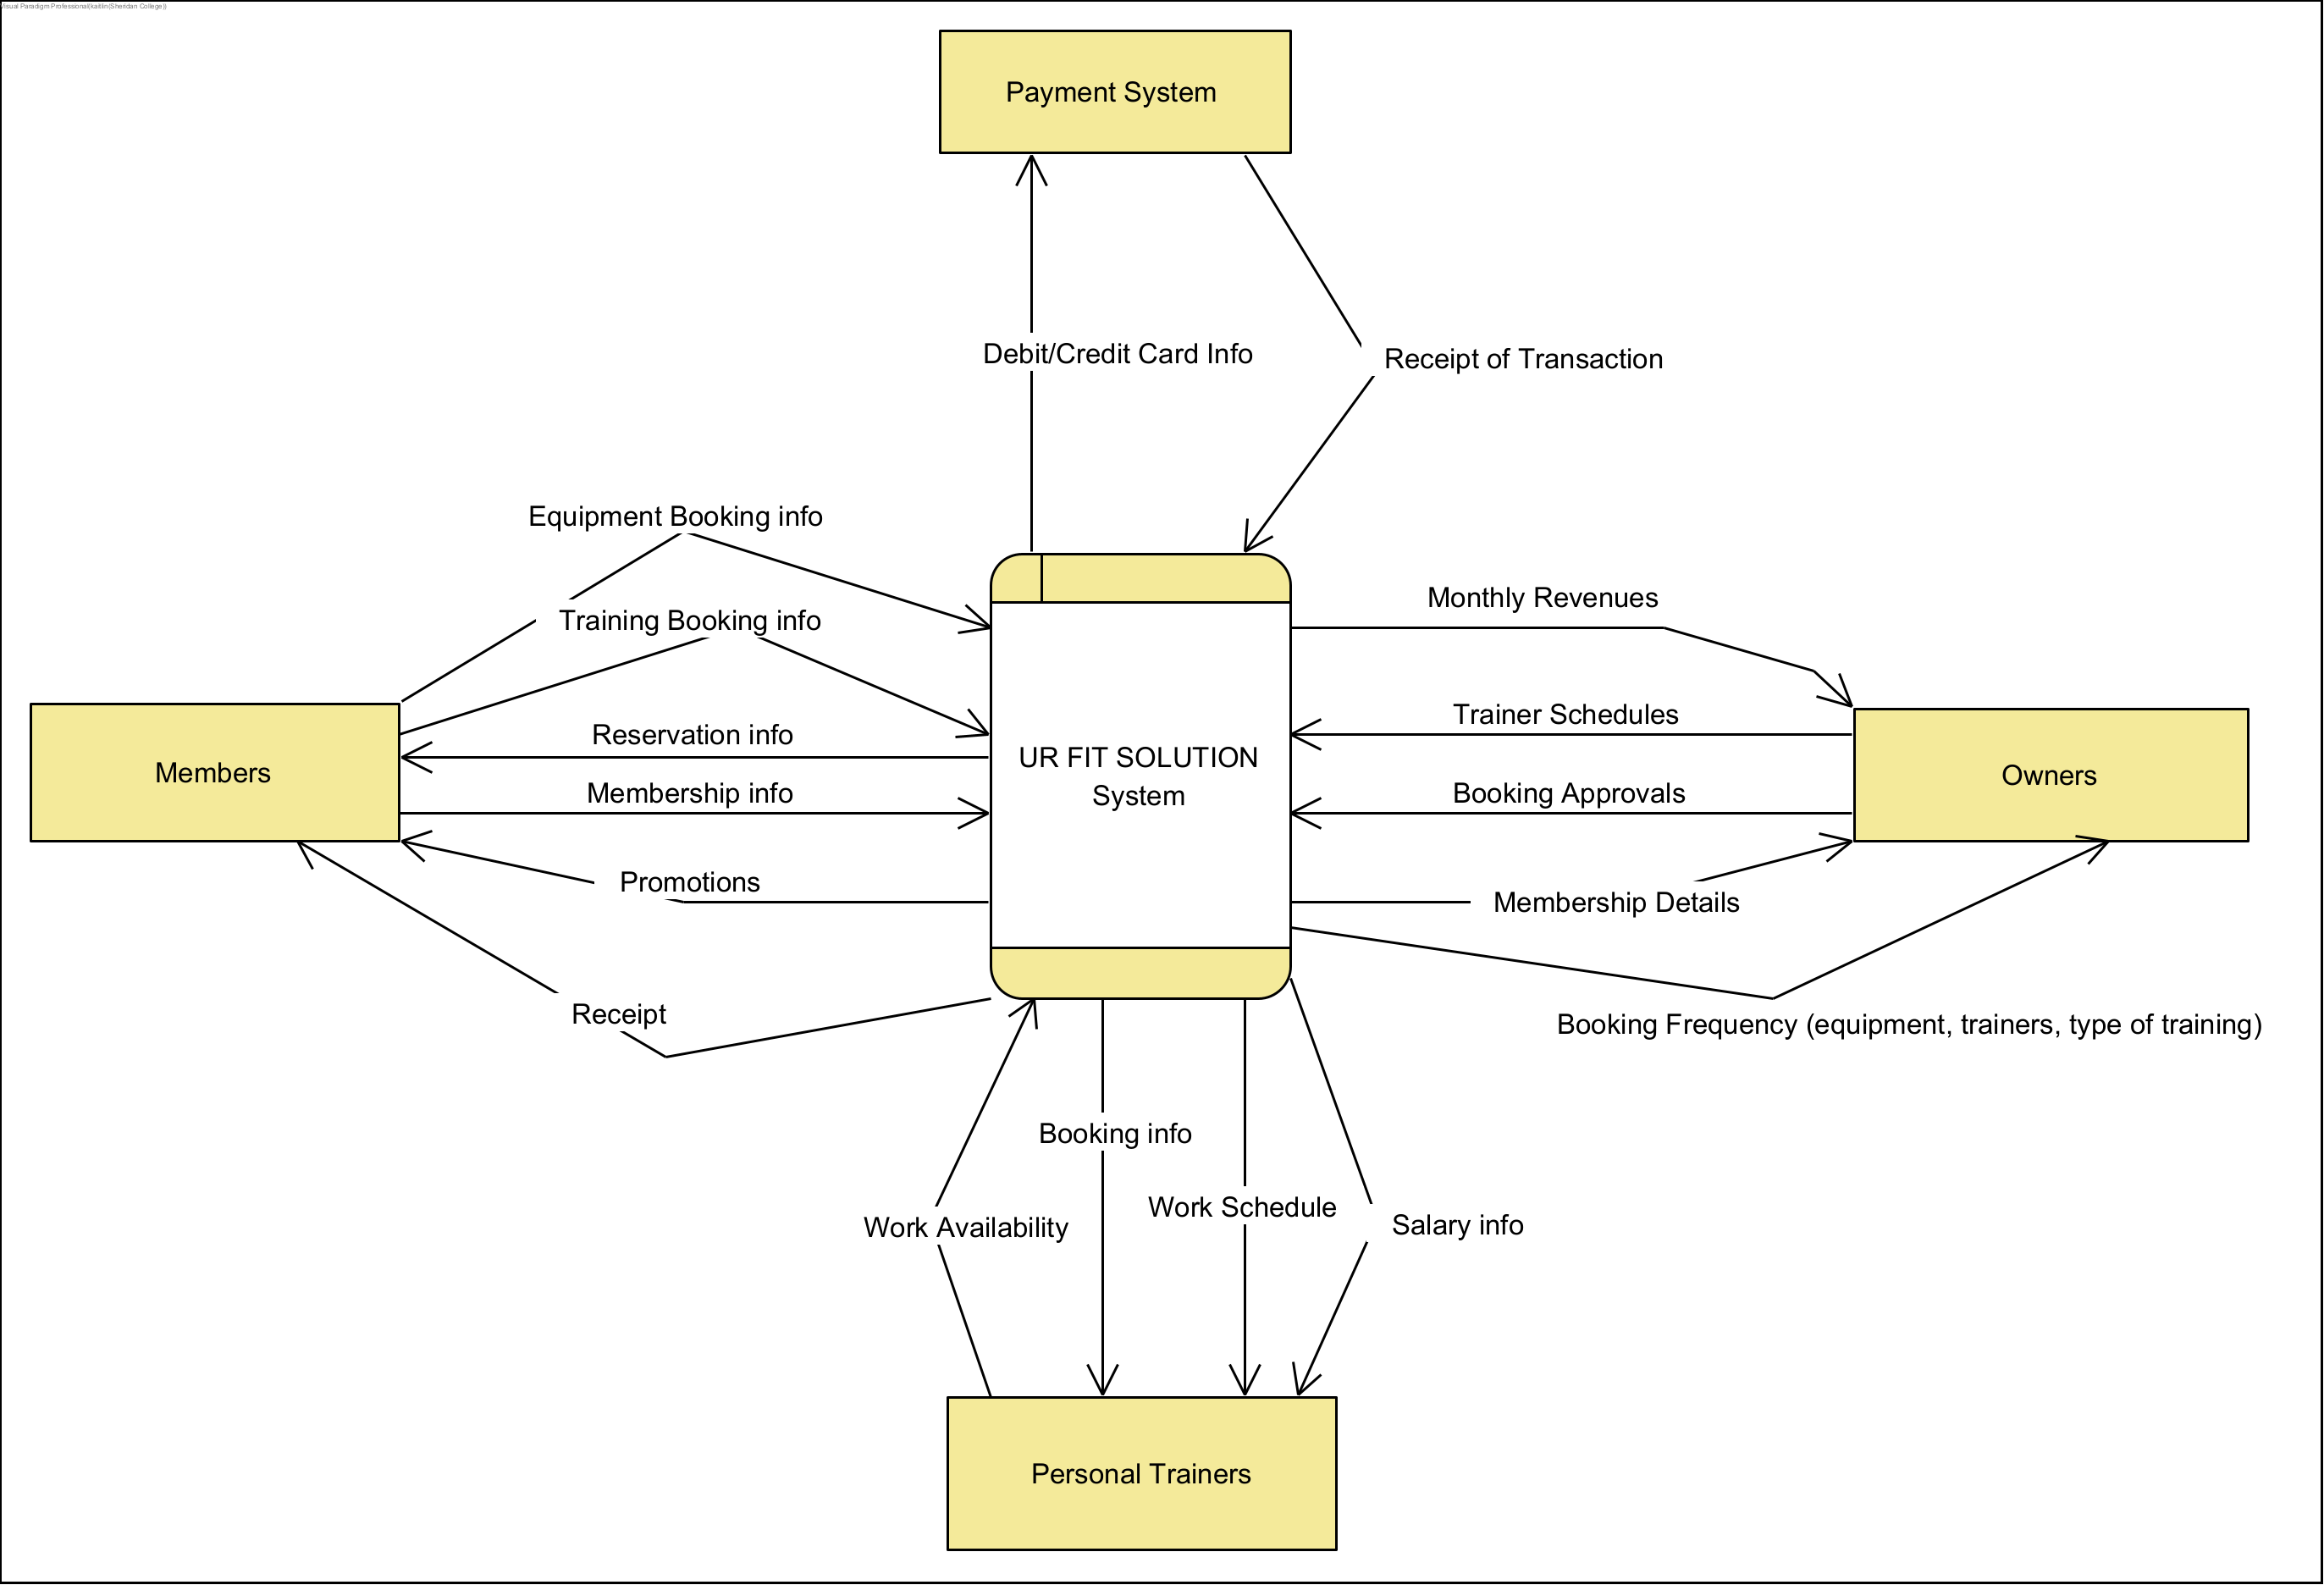 Visual Paradigm Professional(kaitlin(Sheridan College))
Payment System
Debit/Credit Card Info
Receipt of Transaction
Equipment Booking info
Training Booking info
Reservation info
Membership info
Promotions
Receipt
Members
UR FIT SOLUTION
System
Monthly Revenues
Trainer Schedules
Booking Approvals
Membership Details
Booking Frequency (equipment, trainers, type of training)
Owners
Booking info
Work Schedule
Work Availability
Salary info
Personal Trainers